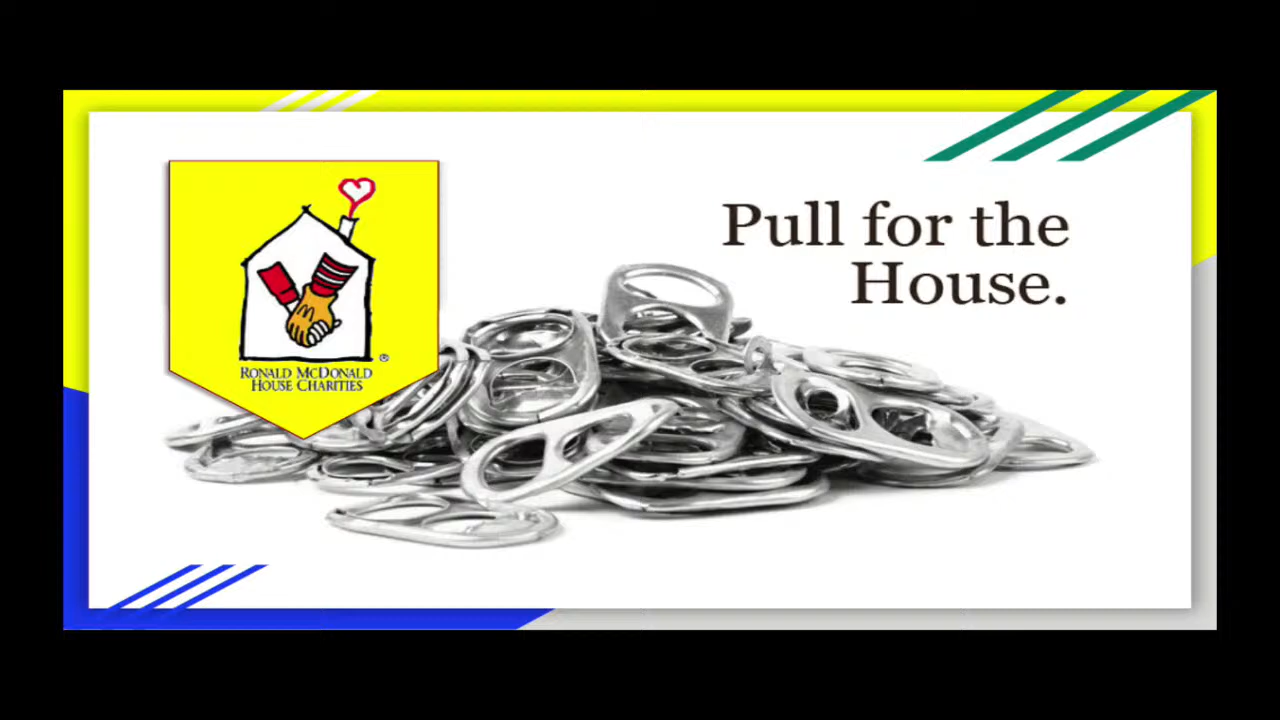 Pull for the
House.
®
RONALD MCDONALD
HOUSE CHARITIES